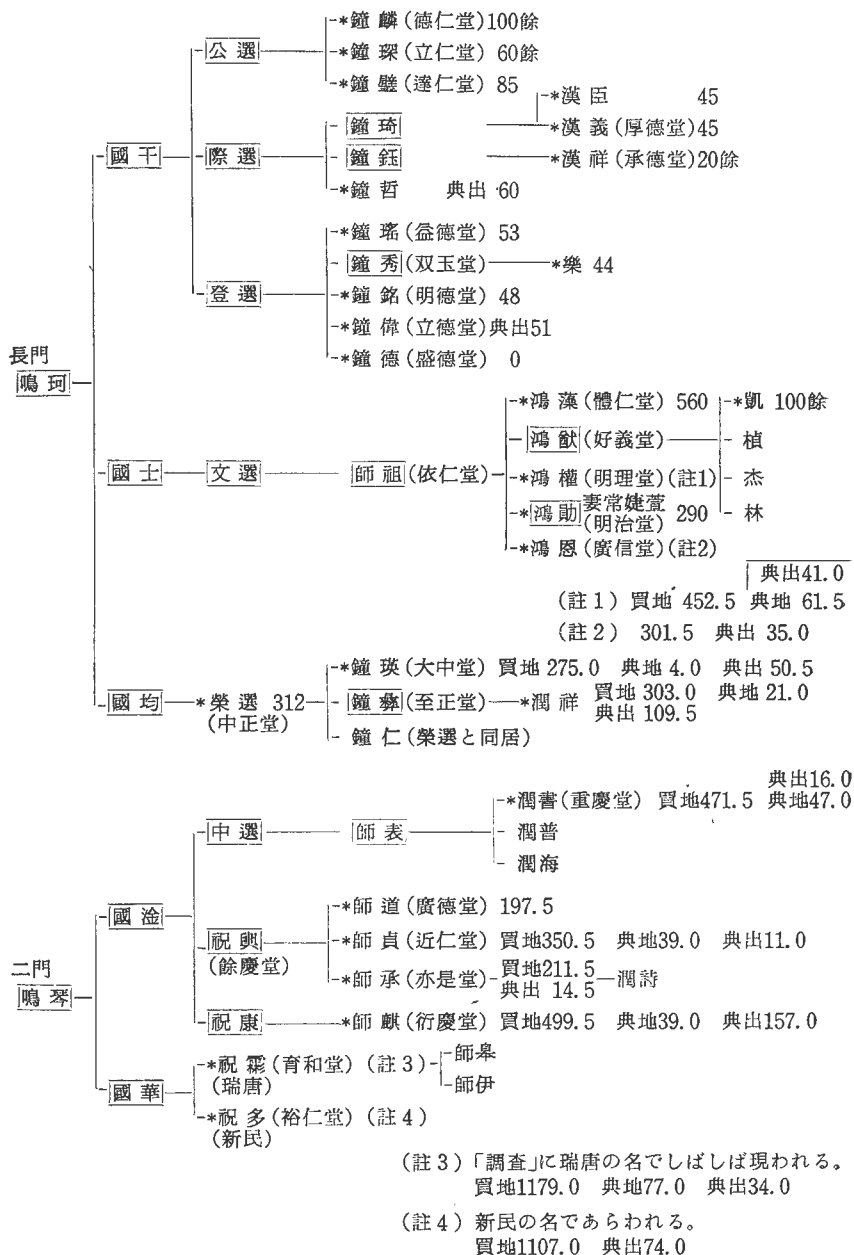 *鐘 麟 (德仁堂) 100餘
公 選 *鐘 琛 (立仁堂) 60餘
*鐘 璧 (達仁堂) 85
*漢 臣 45
鐘 琦 *漢 義 (厚德堂) 45
國 干 際 選 鐘 鈺 *漢 祥 (承德堂) 20餘
*鐘 哲 典出 60
*鐘 瑤 (益德堂) 53
鐘 秀 (双玉堂) *樂 44
登 選 *鐘 銘 (明德堂) 48
*鐘 偉 (立德堂) 典出51
*鐘 德 (盛德堂) 0
長門
鳴 珂
*鴻 藻 (體仁堂) 560 *凱 100餘
鴻 猷 (好義堂) 楨
國 士 文 選 師 祖 (依仁堂) *鴻 權 (明理堂) (註1) 杰
*鴻 勛 妻常婕萱 (明治堂) 290 林
*鴻 恩 (廣信堂) (註2)
典出41.0
(註1) 買地 452.5 典地 61.5
(註2) 301.5 典出 35.0
*鐘 瑛 (大中堂) 買地 275.0 典地 4.0 典出 50.5
國 均 *榮 選 312 鐘 彝 (至正堂) *潤 祥 買地 303.0 典地 21.0
(中正堂) 典出 109.5
鐘 仁 (榮選と同居)
典出16.0
*潤書 (重慶堂) 買地471.5 典地47.0
中 選 師 表 潤普
潤海
國 淦
*師 道 (廣德堂) 197.5
祝 興 *師 貞 (近仁堂) 買地350.5 典地39.0 典出11.0
(餘慶堂)
*師 承 (亦是堂) 買地211.5 潤詩
典出 14.5
二門
鳴 琴
祝 康 *師 麒 (衍慶堂) 買地499.5 典地39.0 典出157.0
*祝 霖 (育和堂) (註3) 師皋
(瑞唐) 師伊
國 華
*祝 多 (裕仁堂) (註4)
(新民)
(註3)「調査」に瑞唐の名でしばしば現われる。
買地1179.0 典地77.0 典出34.0
(註4) 新民の名であらわれる。
買地1107.0 典出74.0